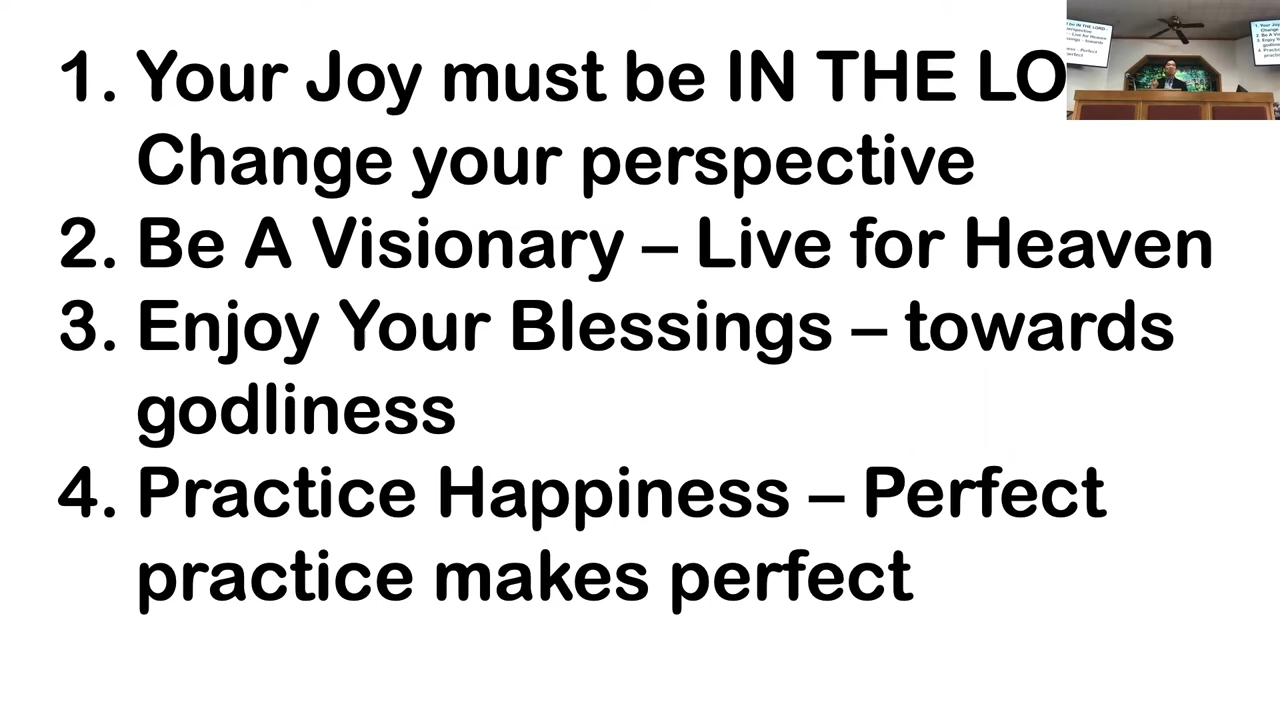 1. Your Joy must be IN THE LO
Change your perspective
2. Be A Visionary – Live for Heaven
3. Enjoy Your Blessings – towards
godliness
4. Practice Happiness – Perfect
practice makes perfect